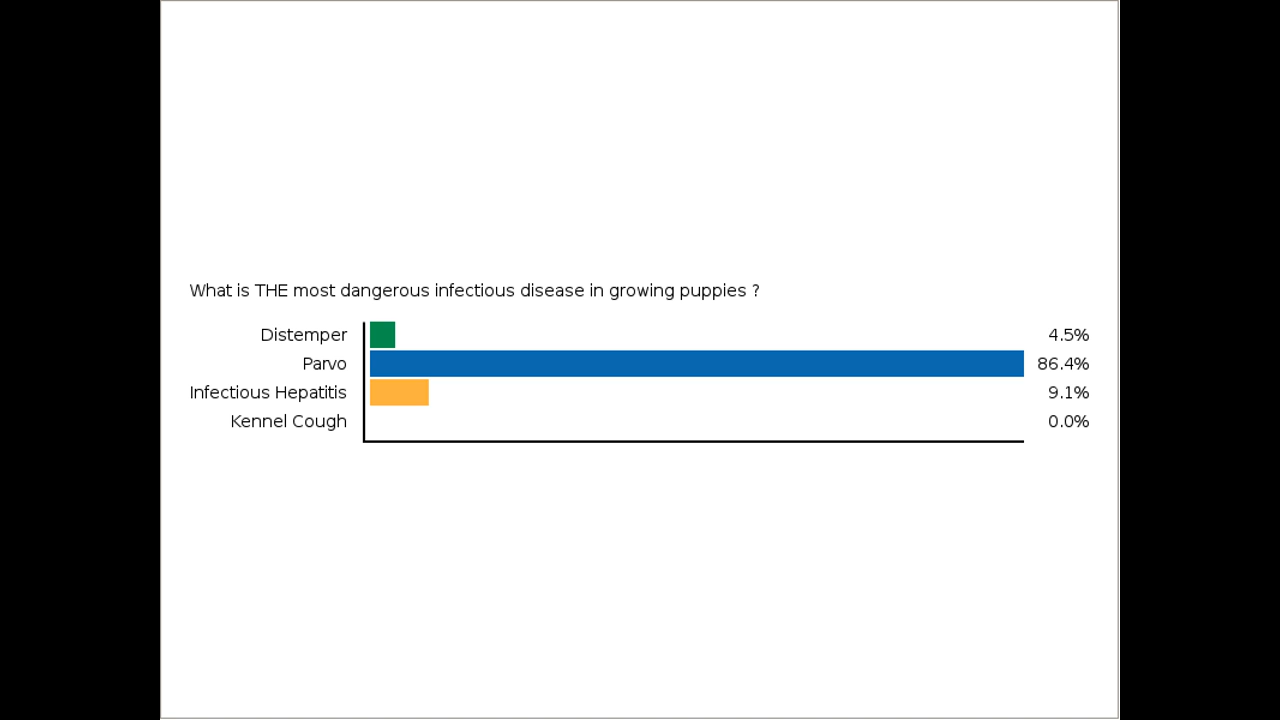 What is THE most dangerous infectious disease in growing puppies ?
Distemper 4.5%
Parvo 86.4%
Infectious Hepatitis 9.1%
Kennel Cough 0.0%